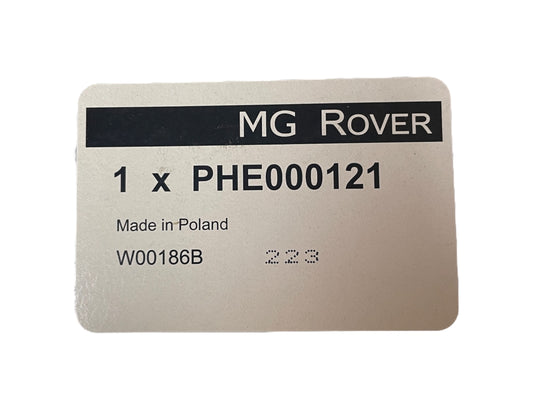 MG ROVER
1 x PHE000121
Made in Poland
W00186B 223